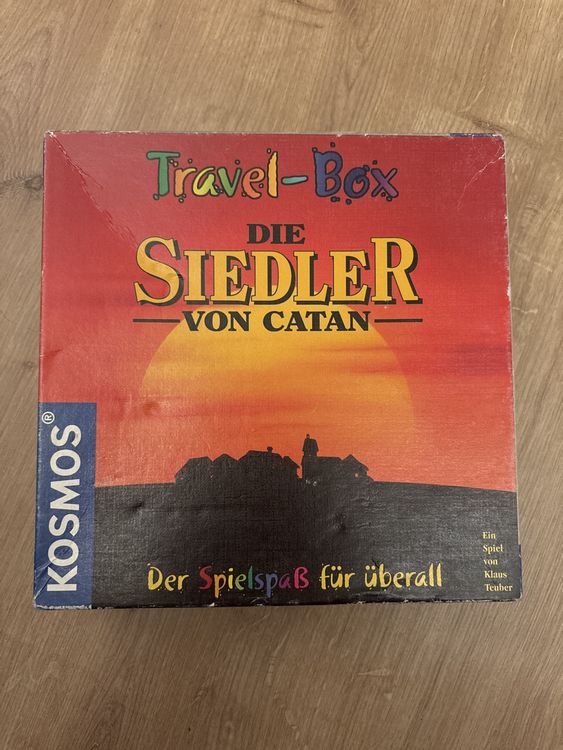 Travel-Box
DIE
SIEDLER
VON CATAN
KOSMOS®
Ein
Spiel
von
Klaus
Teuber
Der Spielspaß für überall